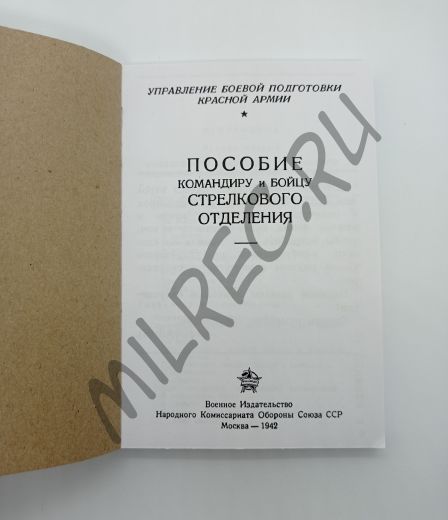 УПРАВЛЕНИЕ БОЕВОЙ ПОДГОТОВКИ
КРАСНОЙ АРМИИ
ПОСОБИЕ
КОМАНДИРУ и БОЙЦУ
СТРЕЛКОВОГО
ОТДЕЛЕНИЯ
Военное Издательство
Народного Комиссариата Обороны Союза ССР
Москва — 1942
MILREC.RU